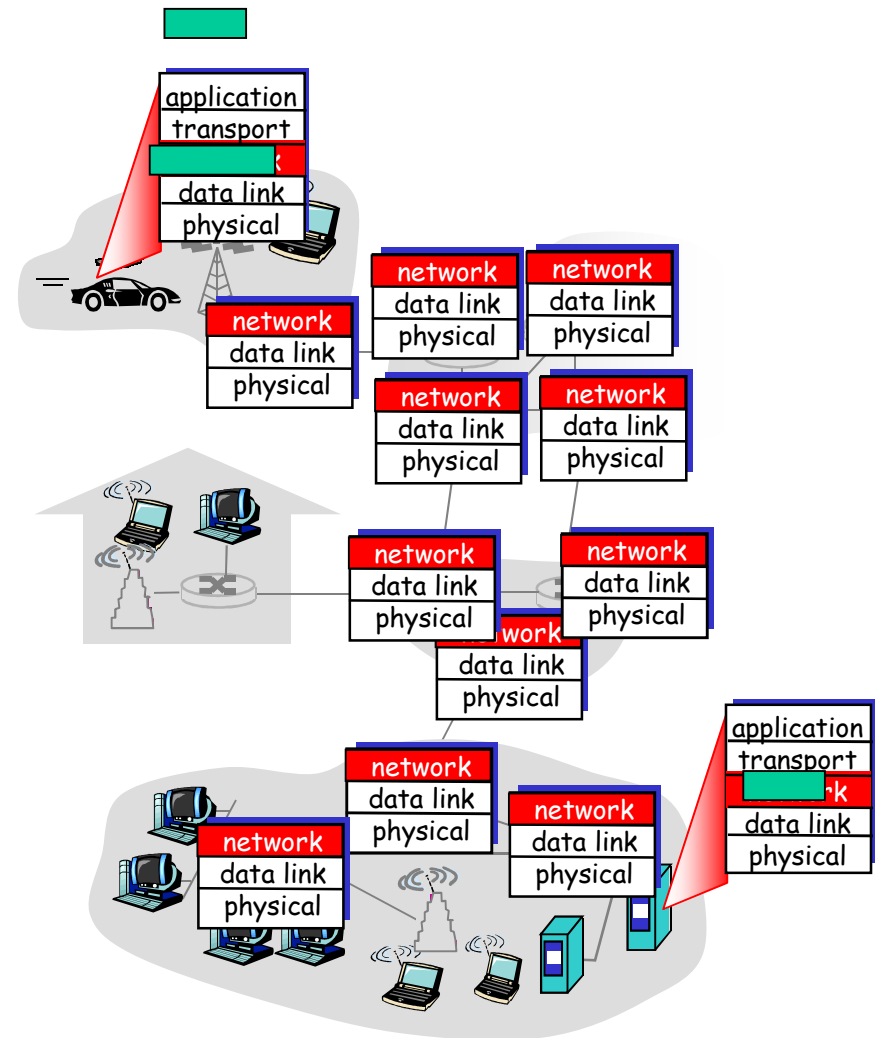 application
transport
data link
physical
network
data link
physical
network
data link
physical
network
data link
physical
network
data link
physical
network
data link
physical
network
data link
physical
network
data link
physical
data link
physical
application
transport
data link
physical
network
data link
physical
network
data link
physical
network
data link
physical